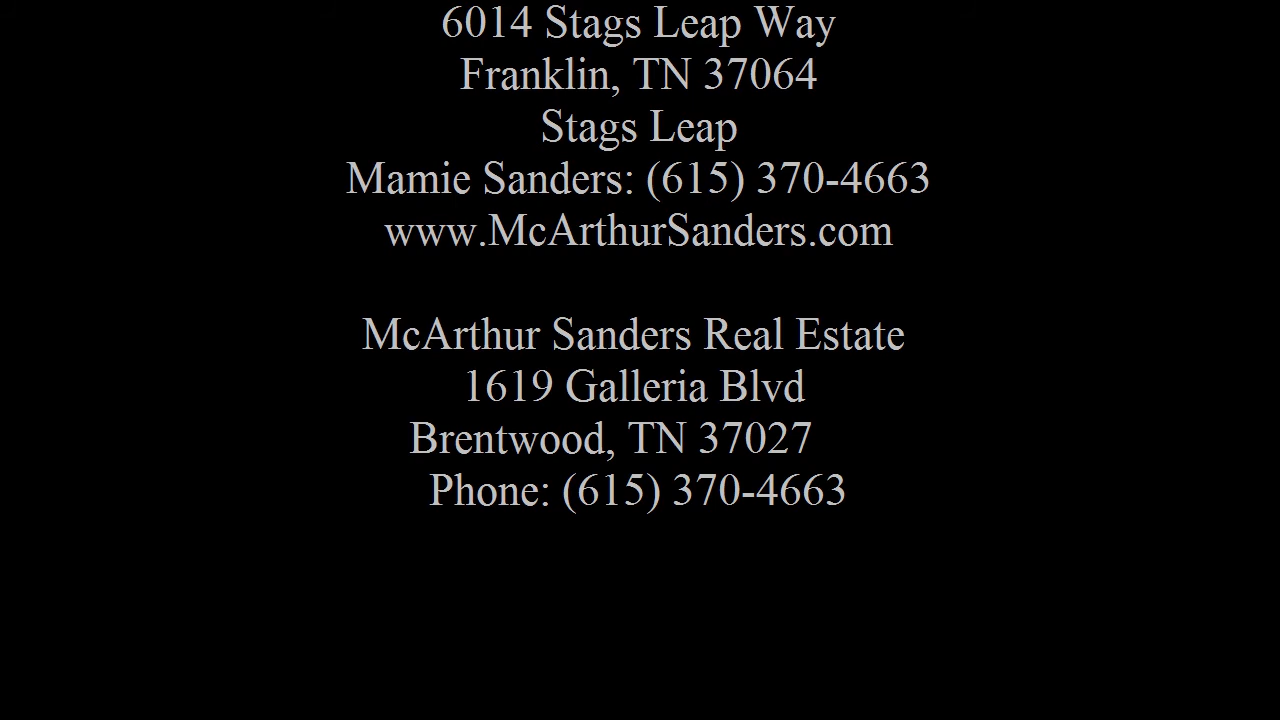 6014 Stags Leap Way
Franklin, TN 37064
Stags Leap
Mamie Sanders: (615) 370-4663
www.McArthurSanders.com
McArthur Sanders Real Estate
1619 Galleria Blvd
Brentwood, TN 37027
Phone: (615) 370-4663